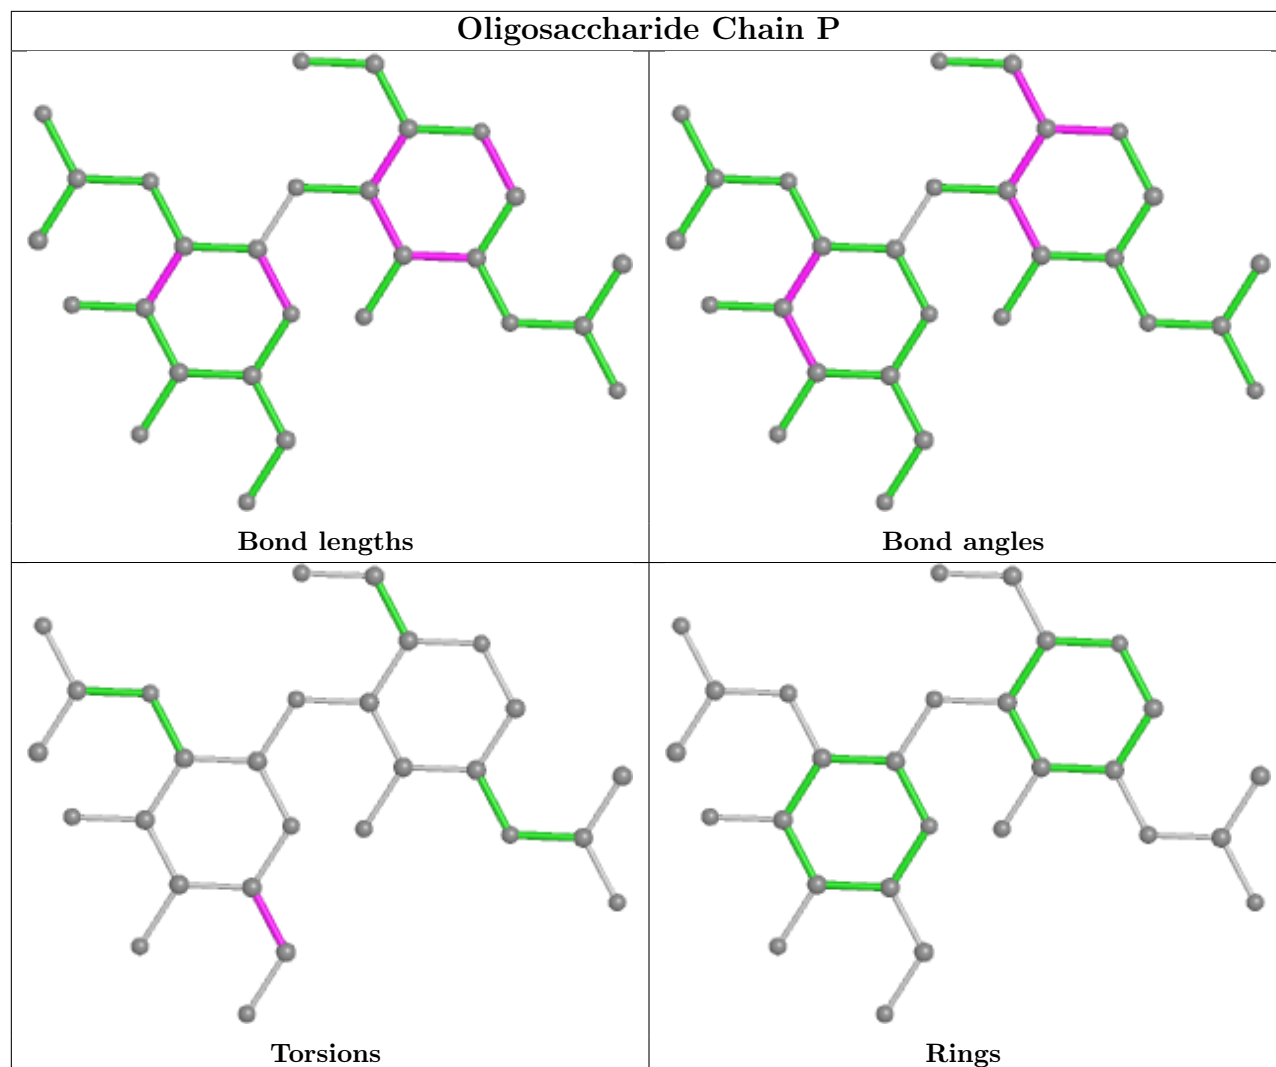 Oligosaccharide Chain P
Bond lengths
Bond angles
Torsions
Rings